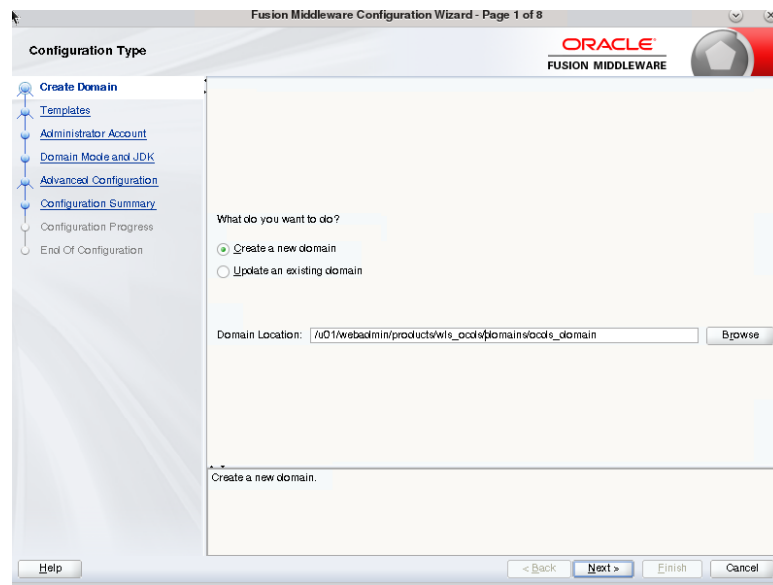 Fusion Middleware Configuration Wizard - Page 1 of 8
Configuration Type
ORACLE
FUSION MIDDLEWARE
Create Domain
Templates
Administrator Account
Domain Mode and JDK
Advanced Configuration
Configuration Summary
Configuration Progress
End Of Configuration
What do you want to do?
Create a new domain
Update an existing domain
Domain Location: /u01/webadmin/products/wls_ocds/domains/ocds_domain Browse
Create a new domain.
Help < Back Next > Finish Cancel